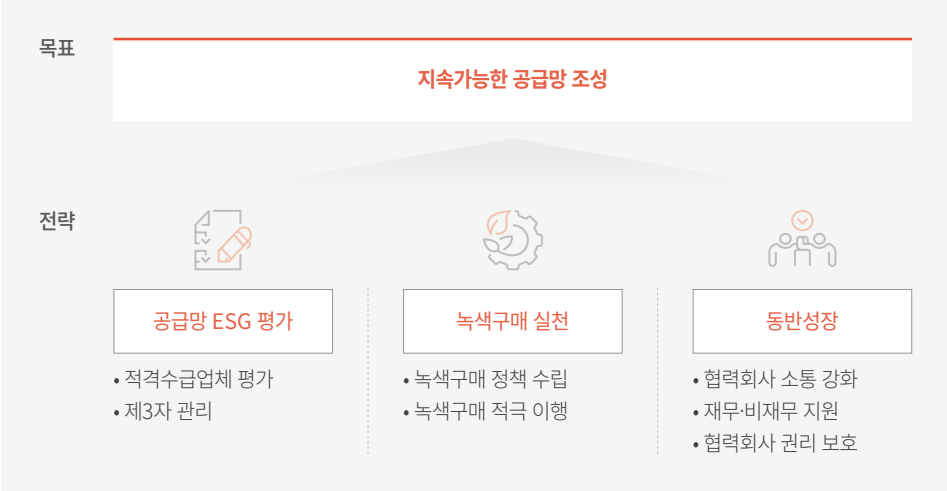 목표
지속가능한 공급망 조성
전략
공급망 ESG 평가
• 적격수급업체 평가
• 제3자 관리
녹색구매 실천
• 녹색구매 정책 수립
• 녹색구매 적극 이행
동반성장
• 협력회사 소통 강화
• 재무·비재무 지원
• 협력회사 권리 보호